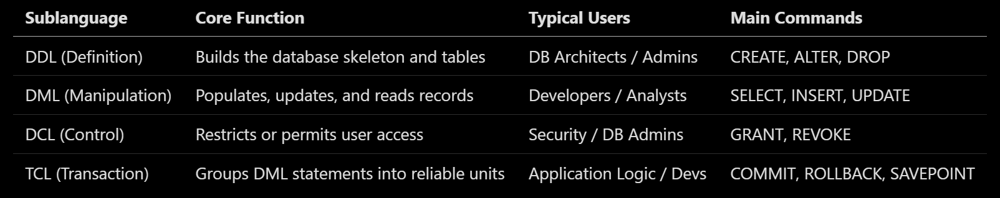 Sublanguage Core Function Typical Users Main Commands
DDL (Definition) Builds the database skeleton and tables DB Architects / Admins CREATE, ALTER, DROP
DML (Manipulation) Populates, updates, and reads records Developers / Analysts SELECT, INSERT, UPDATE
DCL (Control) Restricts or permits user access Security / DB Admins GRANT, REVOKE
TCL (Transaction) Groups DML statements into reliable units Application Logic / Devs COMMIT, ROLLBACK, SAVEPOINT